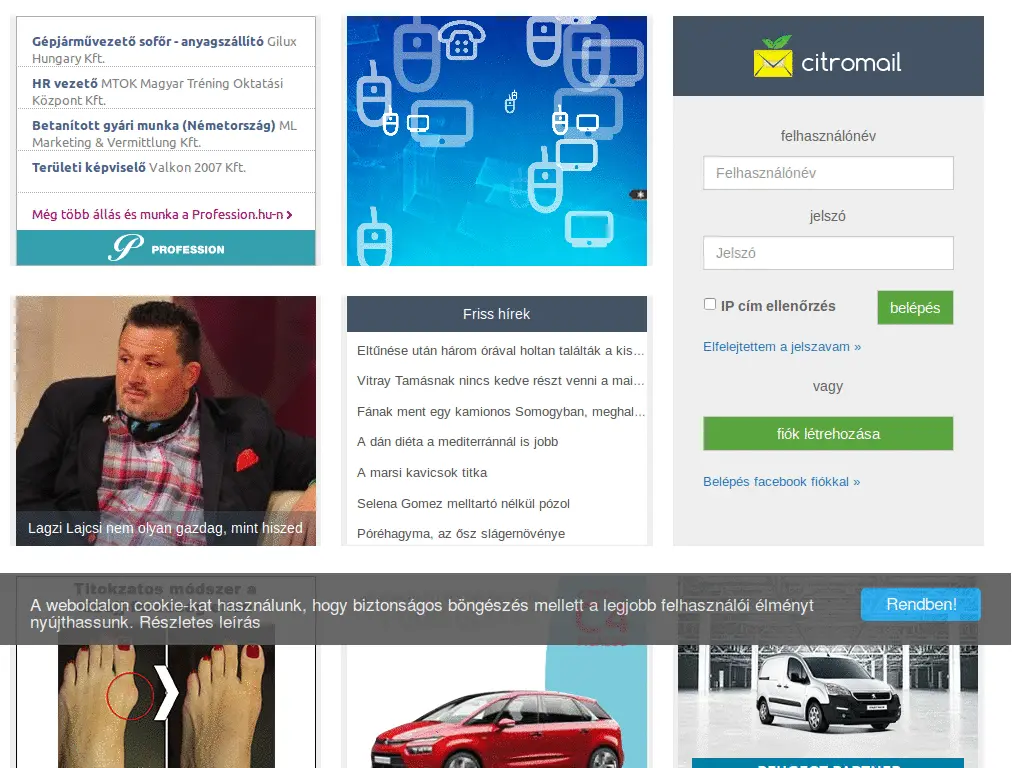 Gépjárművezető sofőr - anyagszállító Gilux
Hungary Kft.
HR vezető MTOK Magyar Tréning Oktatási
Központ Kft.
Betanított gyári munka (Németország) ML
Marketing & Vermittlung Kft.
Területi képviselő Valkon 2007 Kft.
Még több állás és munka a Profession.hu-n
PROFESSION
citromail
felhasználónév
Felhasználónév
jelszó
Jelszó
IP cím ellenőrzés
belépés
Elfelejtettem a jelszavam »
vagy
fiók létrehozása
Belépés facebook fiókkal »
Lagzi Lajcsi nem olyan gazdag, mint hiszed
Friss hírek
Eltűnése után három órával holtan találták a kis...
Vitray Tamásnak nincs kedve részt venni a mai...
Fának ment egy kamionos Somogyban, meghal...
A dán diéta a mediterránnál is jobb
A marsi kavicsok titka
Selena Gomez melltartó nélkül pózol
Póréhagyma, az ősz slágernövénye
Titokzatos módszer a
A weboldalon cookie-kat használunk, hogy biztonságos böngészés mellett a legjobb felhasználói élményt
nyújthassunk. Részletes leírás
Rendben!
C4
PEUGEOT PARTNER